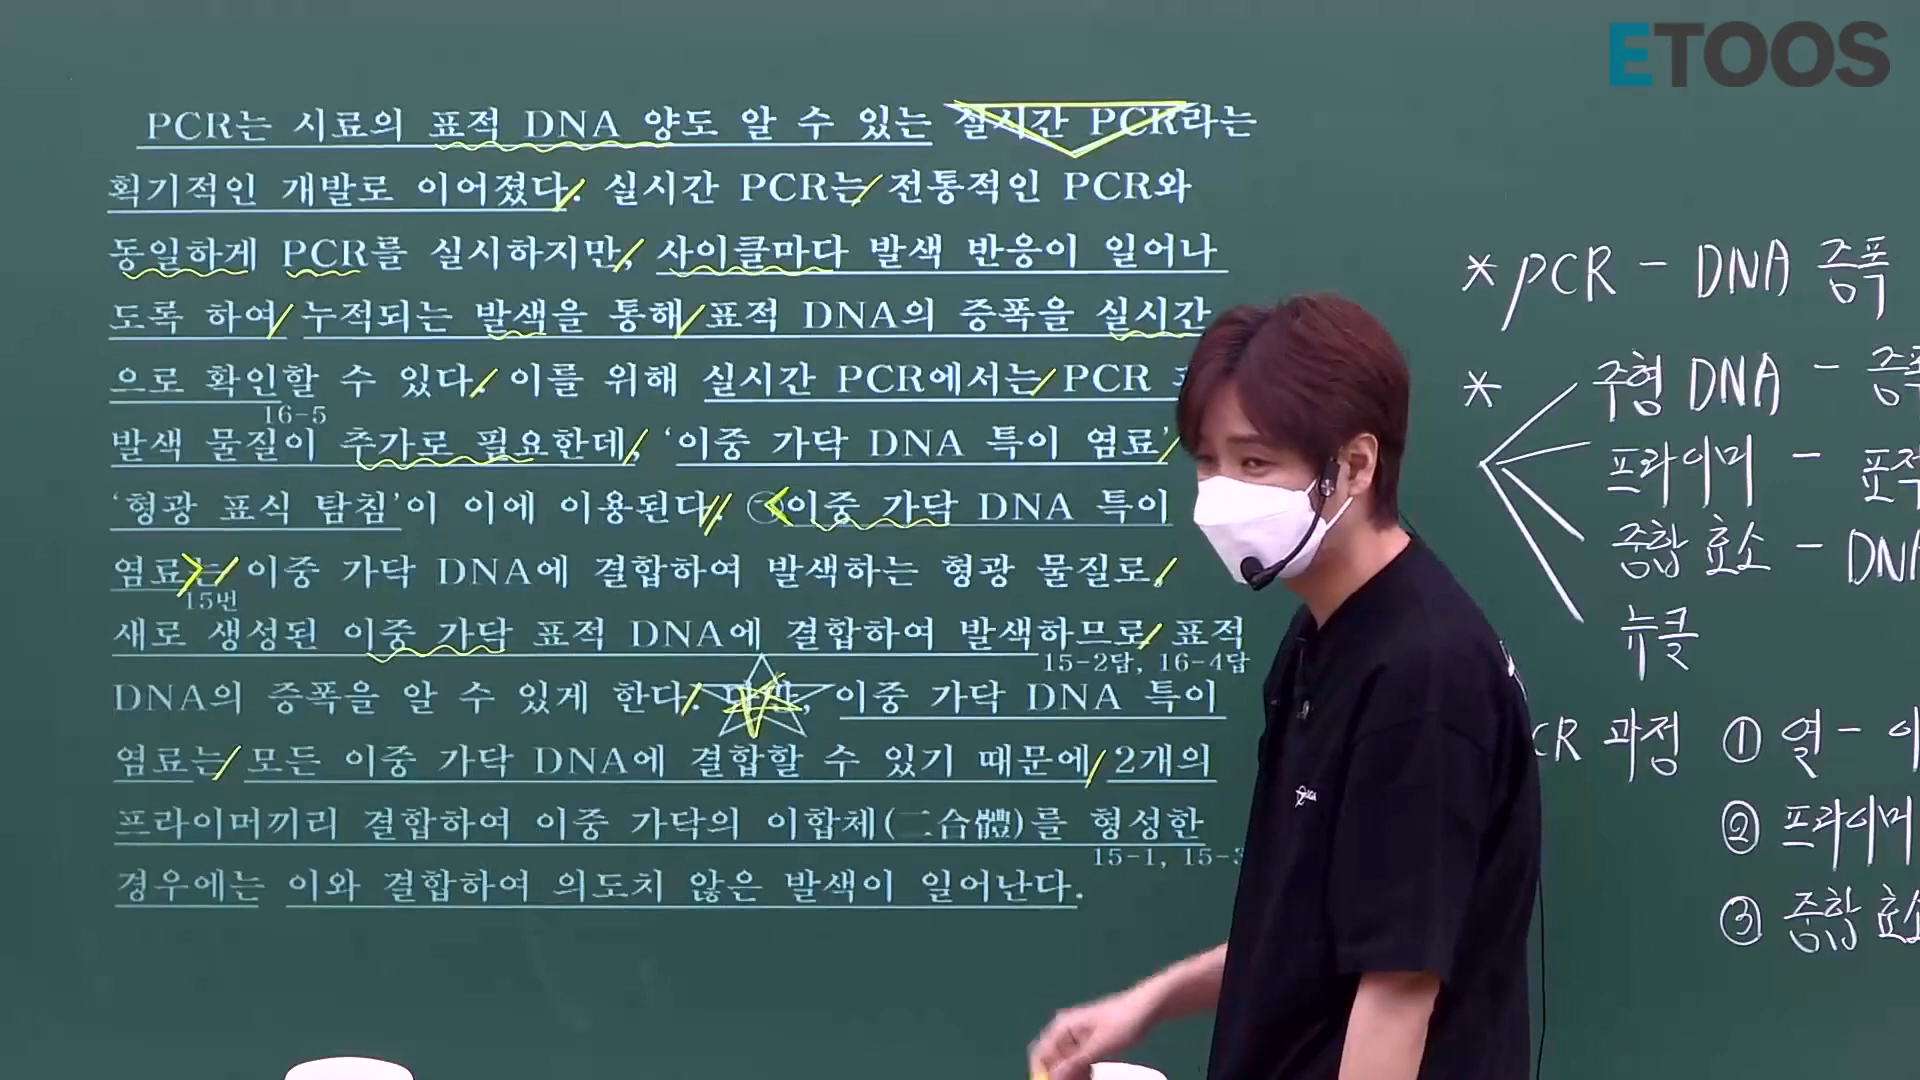 ETOOS
PCR는 시료의 표적 DNA 양도 알 수 있는 실시간 PCR라는
획기적인 개발로 이어졌다. 실시간 PCR는 전통적인 PCR와
동일하게 PCR를 실시하지만, 사이클마다 발색 반응이 일어나
도록 하여 누적되는 발색을 통해 표적 DNA의 증폭을 실시간
으로 확인할 수 있다. 이를 위해 실시간 PCR에서는 PCR
16-5
발색 물질이 추가로 필요한데, ‘이중 가닥 DNA 특이 염료’
‘형광 표식 탐침’이 이에 이용된다. ㉠이중 가닥 DNA 특이
염료는 이중 가닥 DNA에 결합하여 발색하는 형광 물질로,
15번
새로 생성된 이중 가닥 표적 DNA에 결합하여 발색하므로 표적
15-2답, 16-4답
DNA의 증폭을 알 수 있게 한다. 다만, 이중 가닥 DNA 특이
염료는 모든 이중 가닥 DNA에 결합할 수 있기 때문에 2개의
프라이머끼리 결합하여 이중 가닥의 이합체(二合體)를 형성한
15-1, 15-3
경우에는 이와 결합하여 의도치 않은 발색이 일어난다.
* PCR - DNA 증폭
* 주형 DNA - 증폭
프라이머 - 표적
중합 효소 - DNA
뉴클
CR 과정 ① 열 - 이
② 프라이머
③ 중합 효소